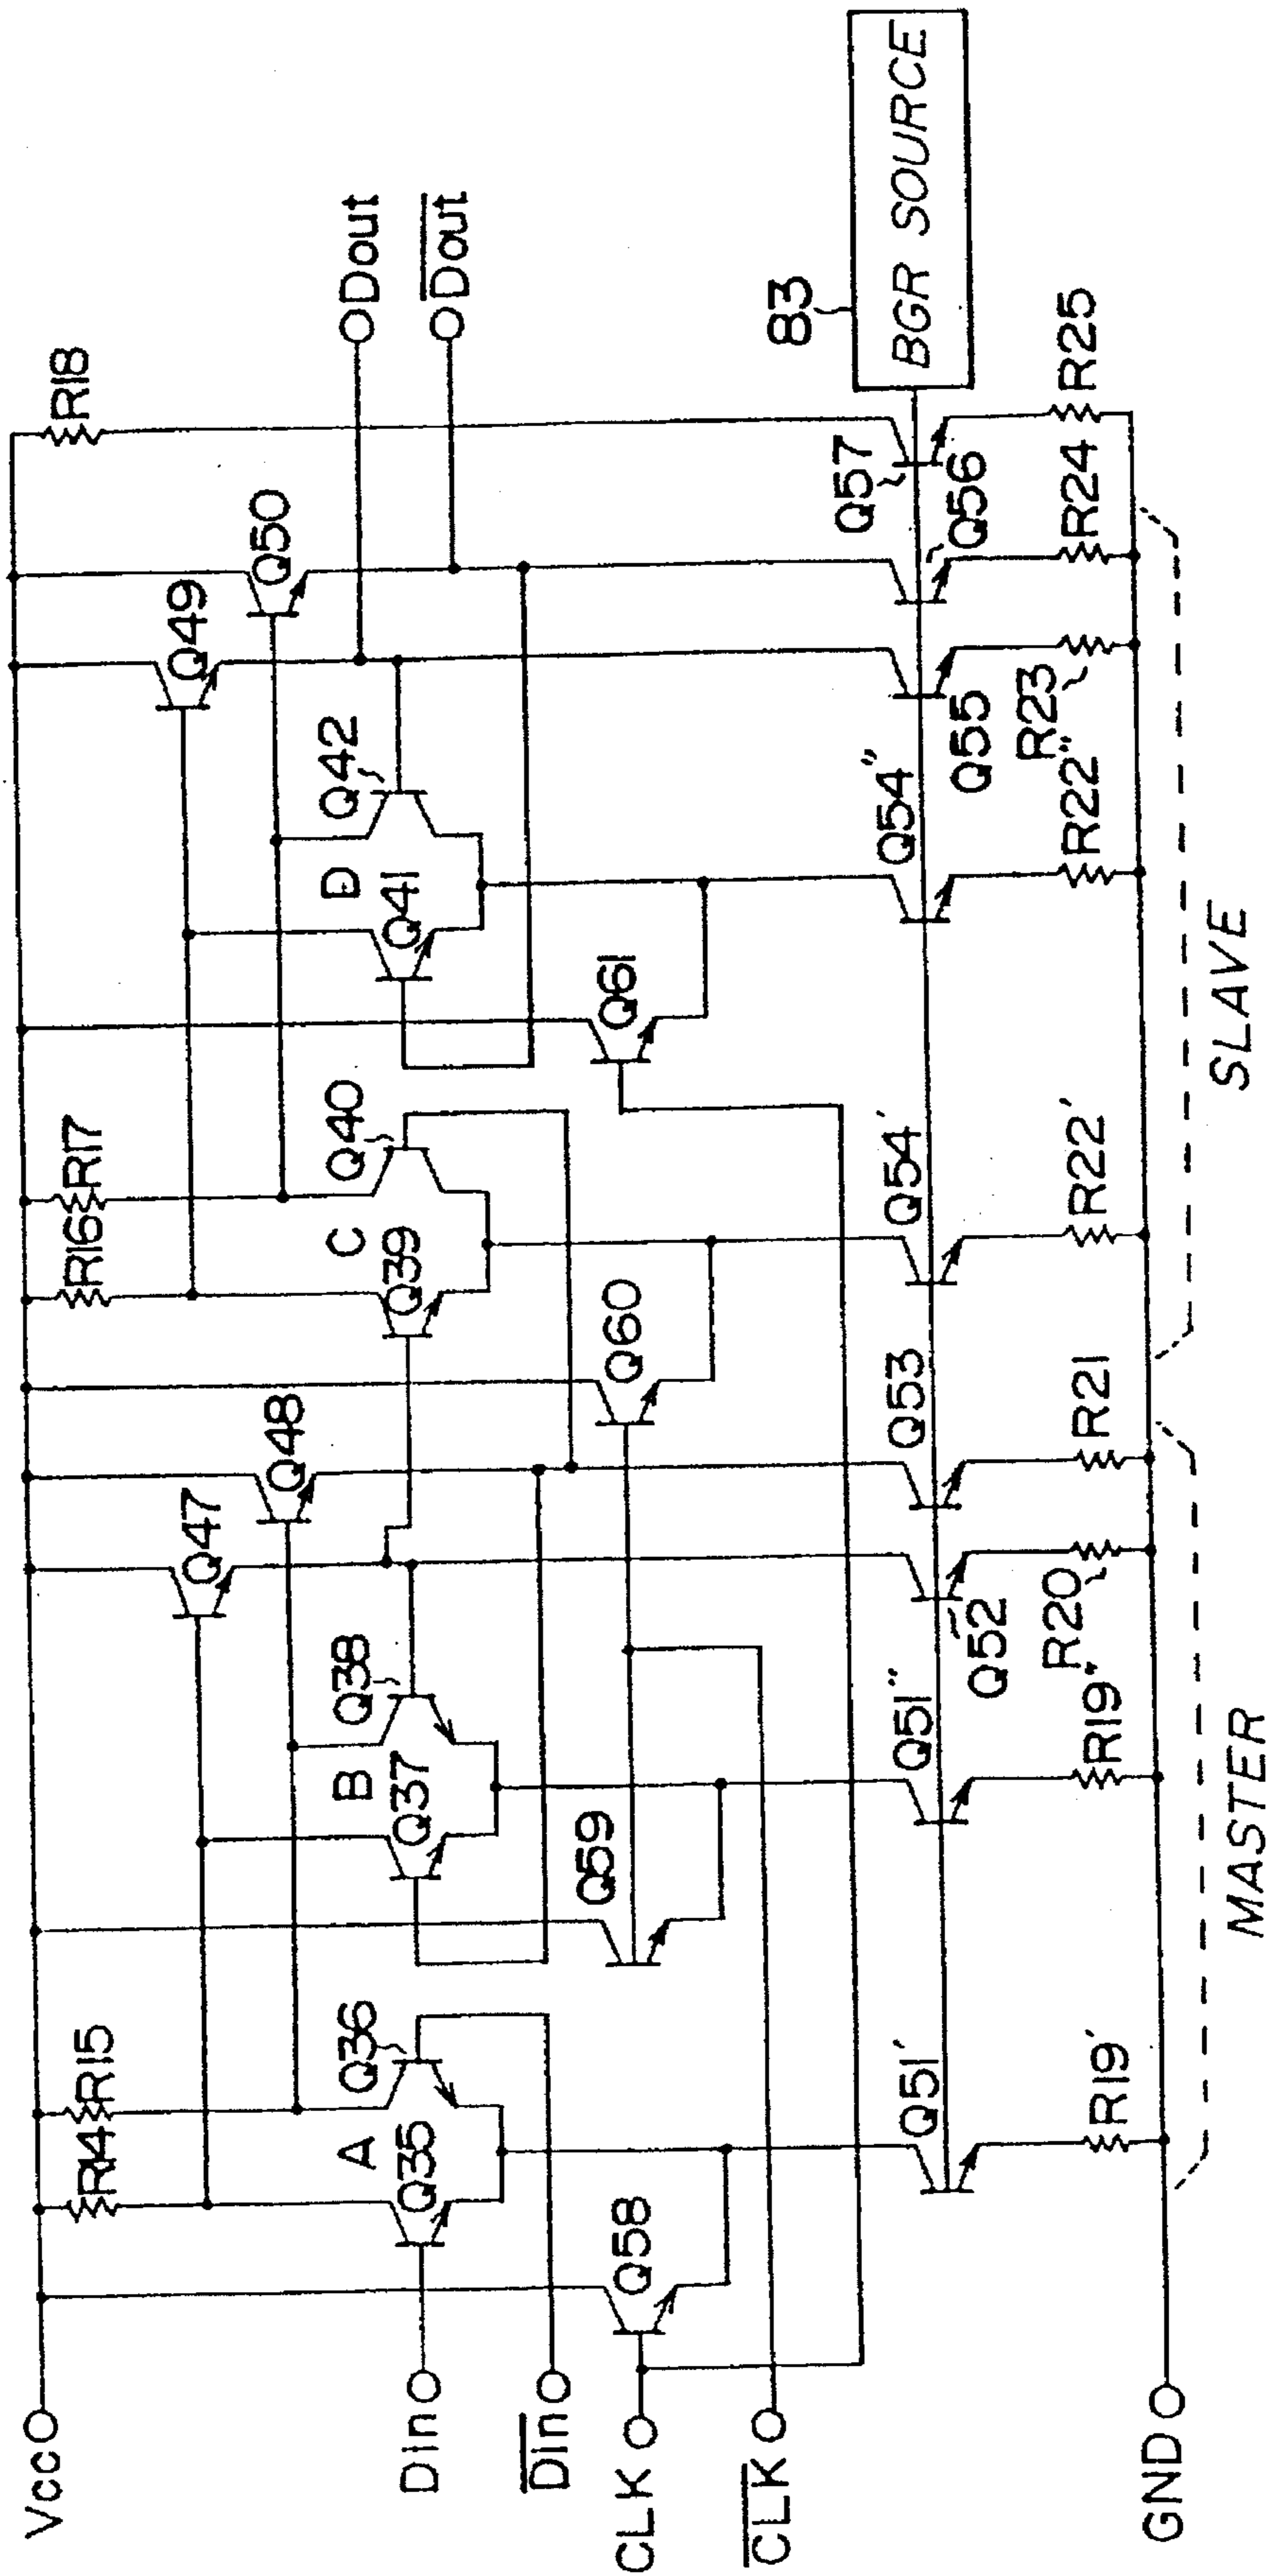 Vcc
Din
Din
CLK
CLK
GND
R14
R15
R16
R17
R18
Q47
Q48
Q49
Q50
A
Q35
Q36
B
Q37
Q38
C
Q39
Q40
D
Q41
Q42
Dout
Dout
Q58
Q59
Q60
Q61
83
BGR SOURCE
Q51'
Q51"
Q52
Q53
Q54'
Q54"
Q55
Q56
Q57
R19'
R19"
R20
R21
R22'
R22"
R23
R24
R25
MASTER
SLAVE